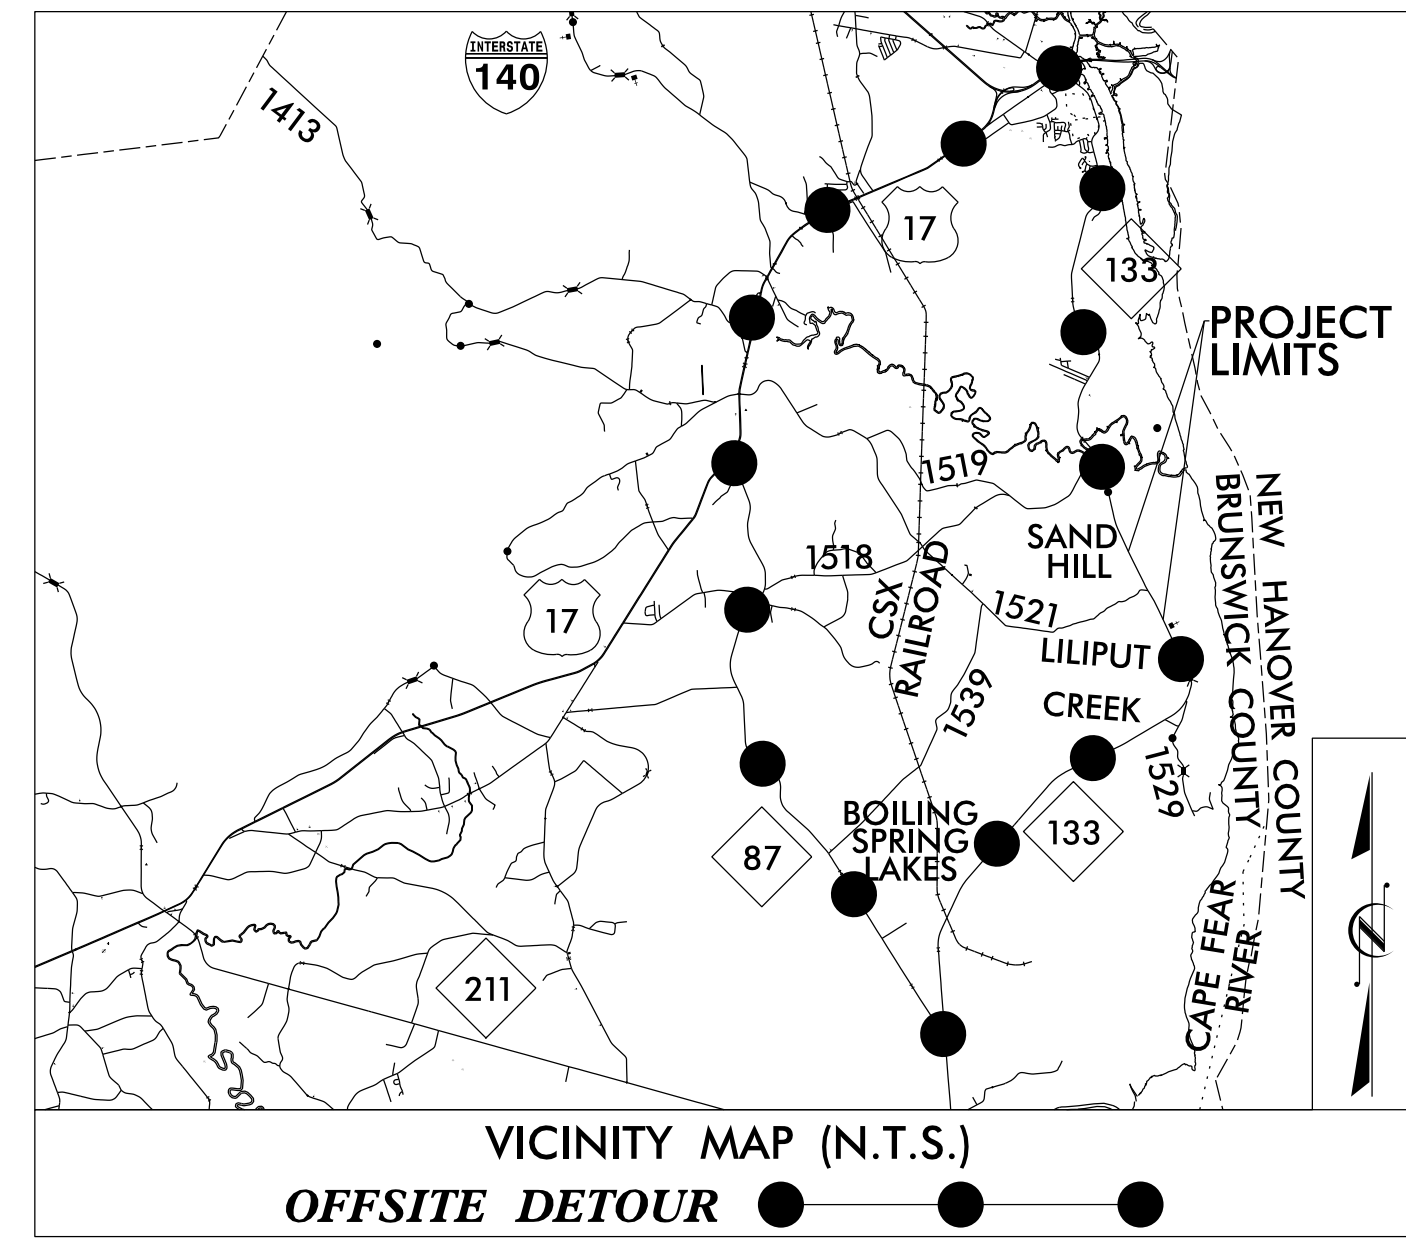 INTERSTATE
140
1413
17
133
PROJECT
LIMITS
1519
SAND
HILL
1518
CSX
RAILROAD
1521
17
LILIPUT
CREEK
1539
NEW HANOVER COUNTY
BRUNSWICK COUNTY
1529
BOILING
SPRING
LAKES
133
87
CAPE FEAR
RIVER
211
N
VICINITY MAP (N.T.S.)
OFFSITE DETOUR